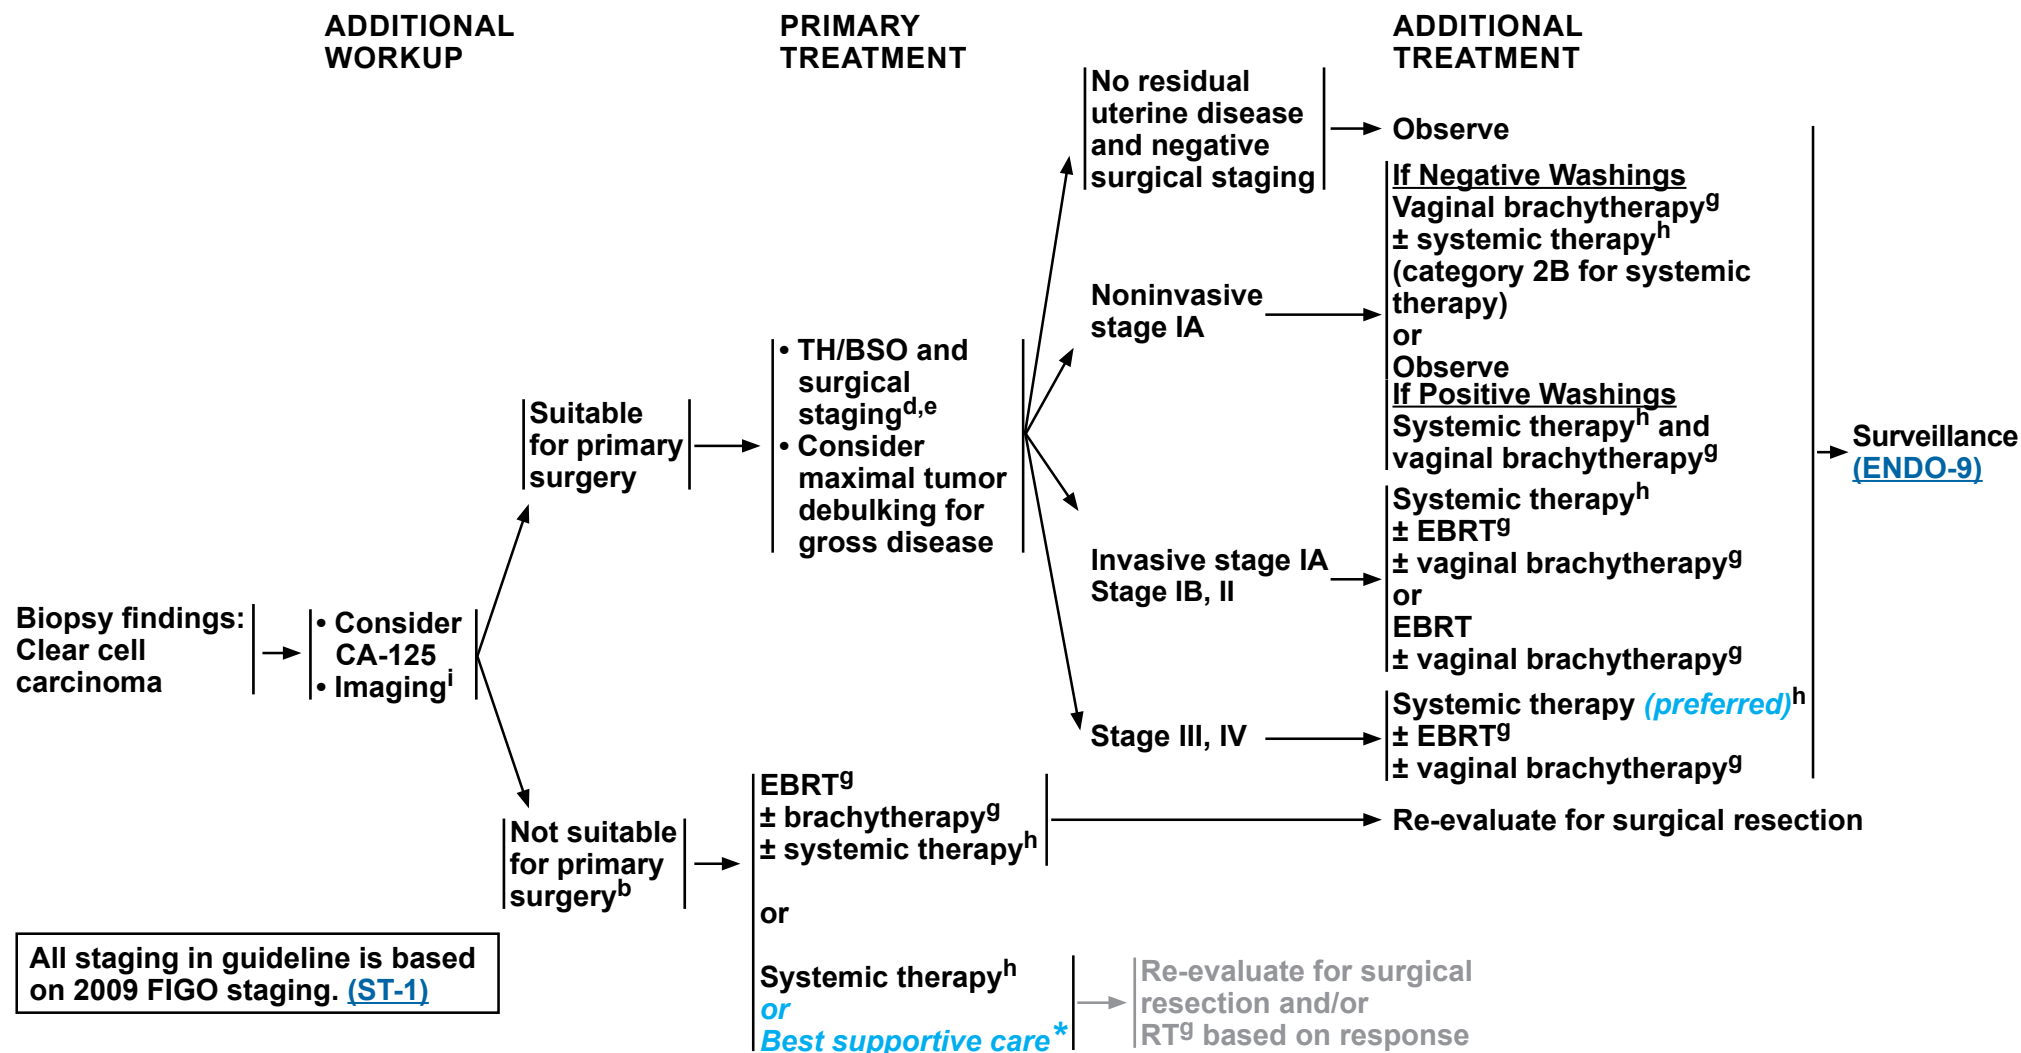 ADDITIONAL
WORKUP
PRIMARY
TREATMENT
ADDITIONAL
TREATMENT
Biopsy findings:
Clear cell
carcinoma
• Consider
CA-125
• Imagingi
Suitable
for primary
surgery
• TH/BSO and
surgical
stagingd,e
• Consider
maximal tumor
debulking for
gross disease
No residual
uterine disease
and negative
surgical staging
Observe
Noninvasive
stage IA
If Negative Washings
Vaginal brachytherapyg
± systemic therapyh
(category 2B for systemic
therapy)
or
Observe
If Positive Washings
Systemic therapyh and
vaginal brachytherapyg
Invasive stage IA
Stage IB, II
Systemic therapyh
± EBRTg
± vaginal brachytherapyg
or
EBRT
± vaginal brachytherapyg
Stage III, IV
Systemic therapy (preferred)h
± EBRTg
± vaginal brachytherapyg
Surveillance
(ENDO-9)
Not suitable
for primary
surgeryb
EBRTg
± brachytherapyg
± systemic therapyh
Re-evaluate for surgical resection
or
Systemic therapyh
or
Best supportive care*
Re-evaluate for surgical
resection and/or
RTg based on response
All staging in guideline is based
on 2009 FIGO staging. (ST-1)